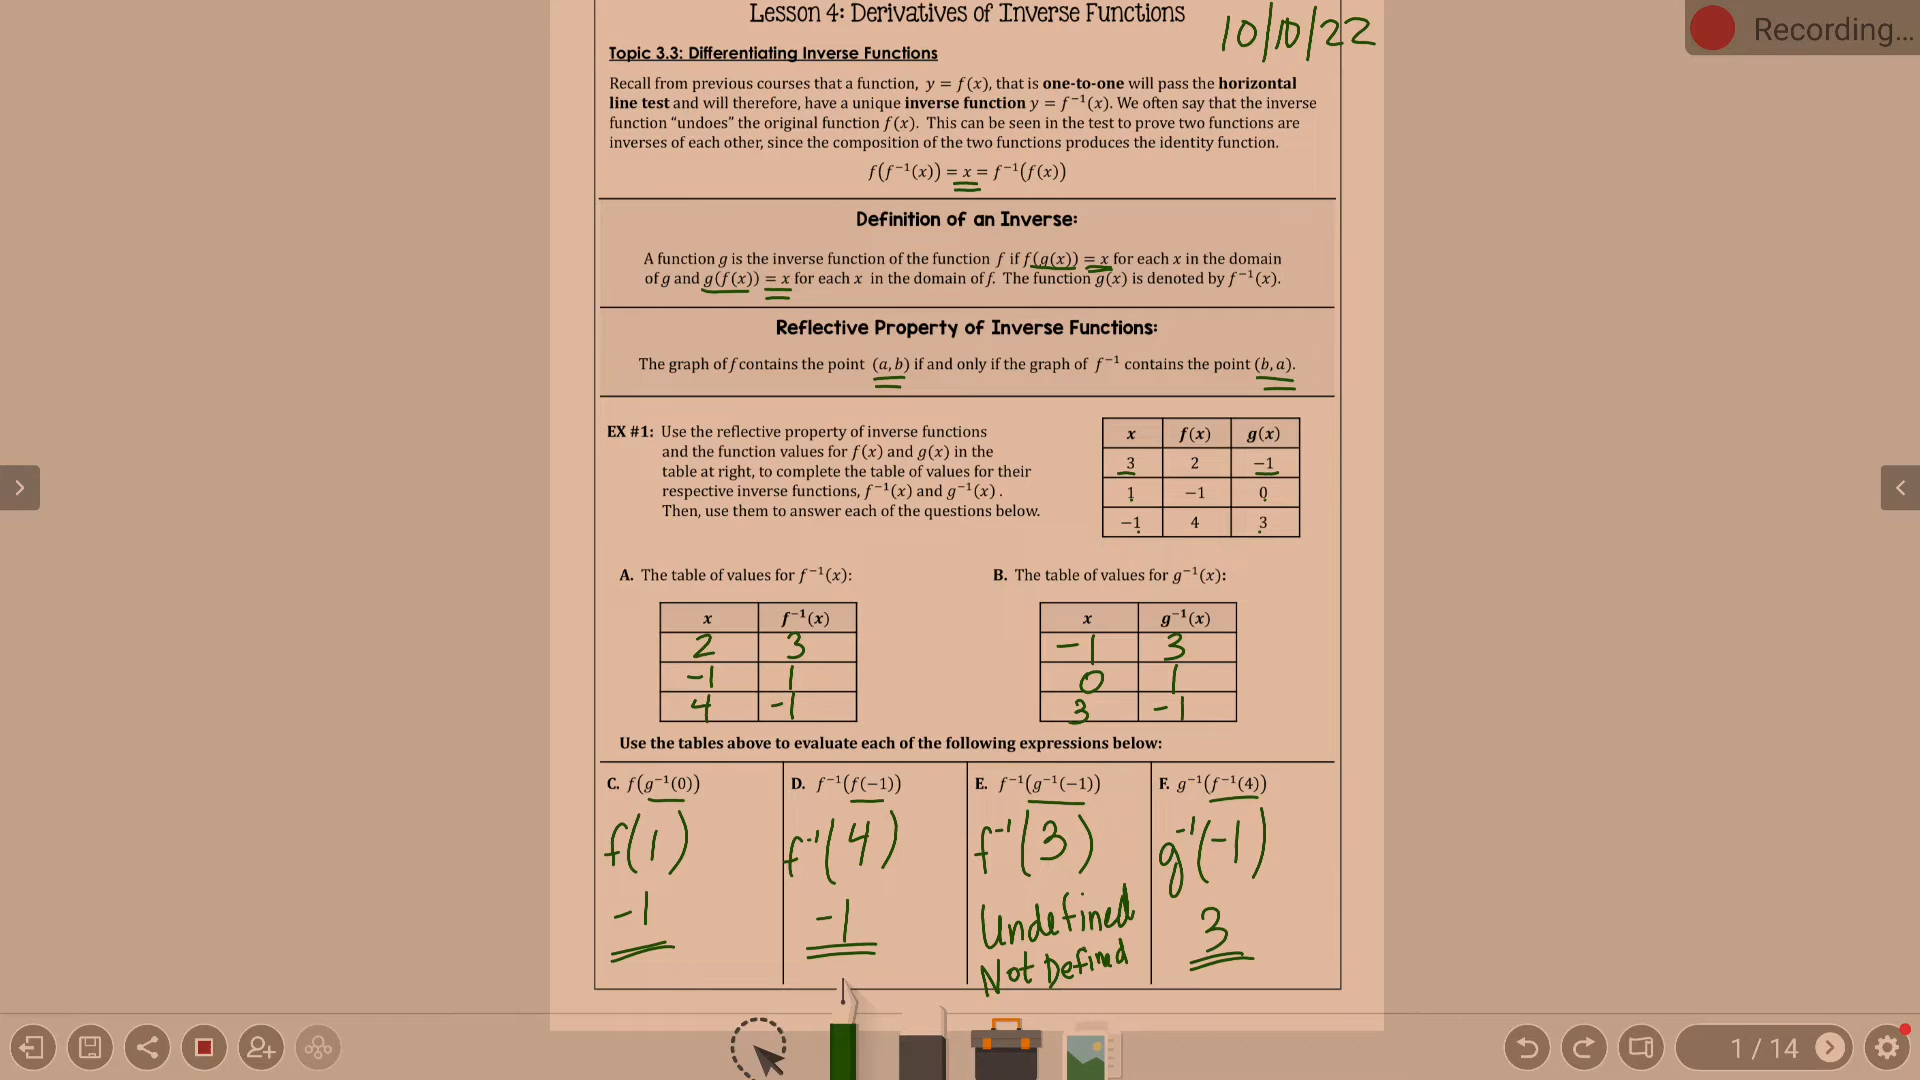 Lesson 4: Derivatives of Inverse Functions
10/10/22
Recording...
Topic 3.3: Differentiating Inverse Functions
Recall from previous courses that a function, y = f(x), that is one-to-one will pass the horizontal
line test and will therefore, have a unique inverse function y = f⁻¹(x). We often say that the inverse
function “undoes” the original function f(x). This can be seen in the test to prove two functions are
inverses of each other, since the composition of the two functions produces the identity function.
f(f⁻¹(x)) = x = f⁻¹(f(x))
Definition of an Inverse:
A function g is the inverse function of the function f if f(g(x)) = x for each x in the domain
of g and g(f(x)) = x for each x in the domain of f. The function g(x) is denoted by f⁻¹(x).
Reflective Property of Inverse Functions:
The graph of f contains the point (a, b) if and only if the graph of f⁻¹ contains the point (b, a).
EX #1: Use the reflective property of inverse functions
and the function values for f(x) and g(x) in the
table at right, to complete the table of values for their
respective inverse functions, f⁻¹(x) and g⁻¹(x).
Then, use them to answer each of the questions below.
x f(x) g(x)
3 2 −1
1 −1 0
−1 4 3
A. The table of values for f⁻¹(x):
x f⁻¹(x)
2 3
-1 1
4 -1
B. The table of values for g⁻¹(x):
x g⁻¹(x)
-1 3
0 1
3 -1
Use the tables above to evaluate each of the following expressions below:
C. f(g⁻¹(0))
f(1)
-1
D. f⁻¹(f(−1))
f⁻¹(4)
-1
E. f⁻¹(g⁻¹(−1))
f⁻¹(3)
Undefined
Not Defined
F. g⁻¹(f⁻¹(4))
g⁻¹(-1)
3
1 / 14